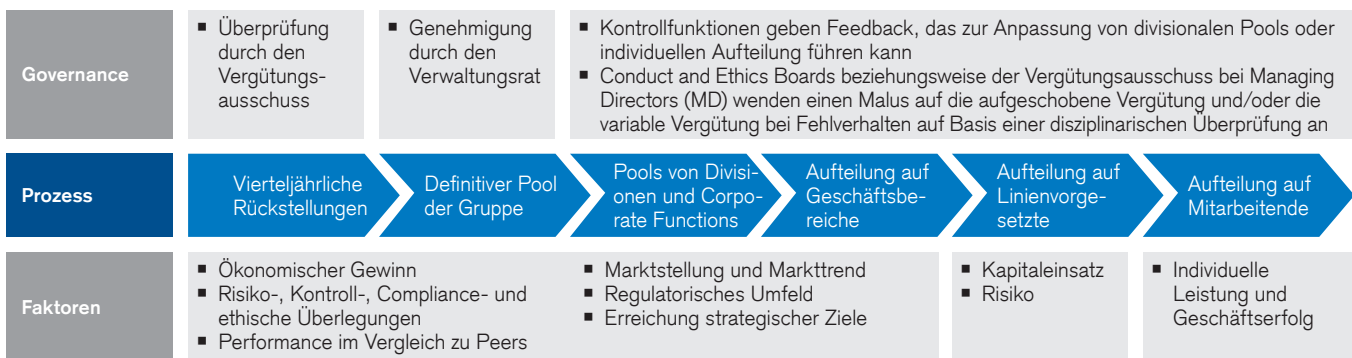 Governance
▪ Überprüfung
durch den
Vergütungs-
ausschuss
▪ Genehmigung
durch den
Verwaltungsrat
▪ Kontrollfunktionen geben Feedback, das zur Anpassung von divisionalen Pools oder
individuellen Aufteilung führen kann
▪ Conduct and Ethics Boards beziehungsweise der Vergütungsausschuss bei Managing
Directors (MD) wenden einen Malus auf die aufgeschobene Vergütung und/oder die
variable Vergütung bei Fehlverhalten auf Basis einer disziplinarischen Überprüfung an
Prozess
Vierteljährliche
Rückstellungen
Definitiver Pool
der Gruppe
Pools von Divisi-
onen und Corpo-
rate Functions
Aufteilung auf
Geschäftsbe-
reiche
Aufteilung auf
Linienvorge-
setzte
Aufteilung auf
Mitarbeitende
Faktoren
▪ Ökonomischer Gewinn
▪ Risiko-, Kontroll-, Compliance- und
ethische Überlegungen
▪ Performance im Vergleich zu Peers
▪ Marktstellung und Markttrend
▪ Regulatorisches Umfeld
▪ Erreichung strategischer Ziele
▪ Kapitaleinsatz
▪ Risiko
▪ Individuelle
Leistung und
Geschäftserfolg